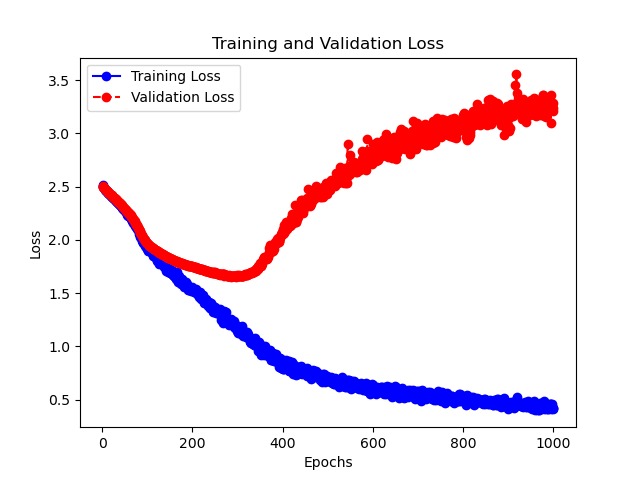 Training and Validation Loss
Training Loss
Validation Loss
Loss
3.5
3.0
2.5
2.0
1.5
1.0
0.5
0 200 400 600 800 1000
Epochs